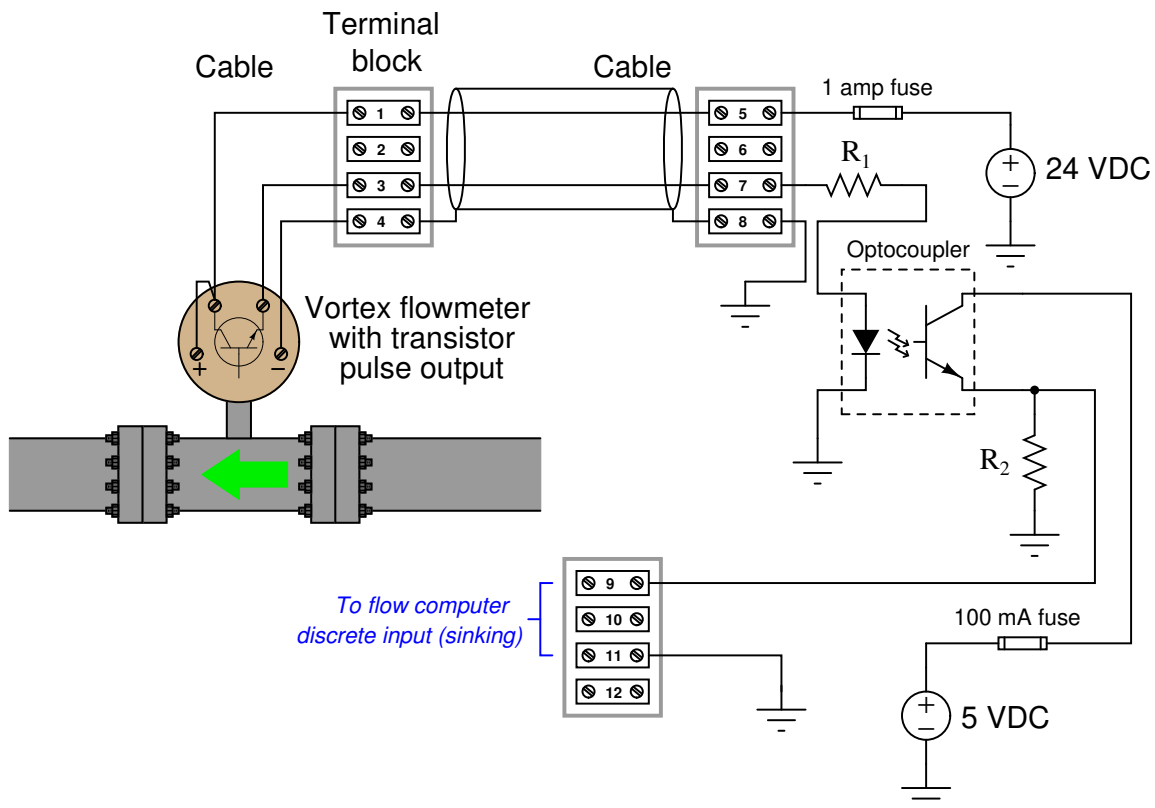 Terminal
block
Cable
Cable
1 amp fuse
1
2
3
4
5
6
7
8
R1
+
−
24 VDC
Optocoupler
Vortex flowmeter
with transistor
pulse output
+
−
R2
To flow computer
discrete input (sinking)
9
10
11
12
100 mA fuse
+
−
5 VDC